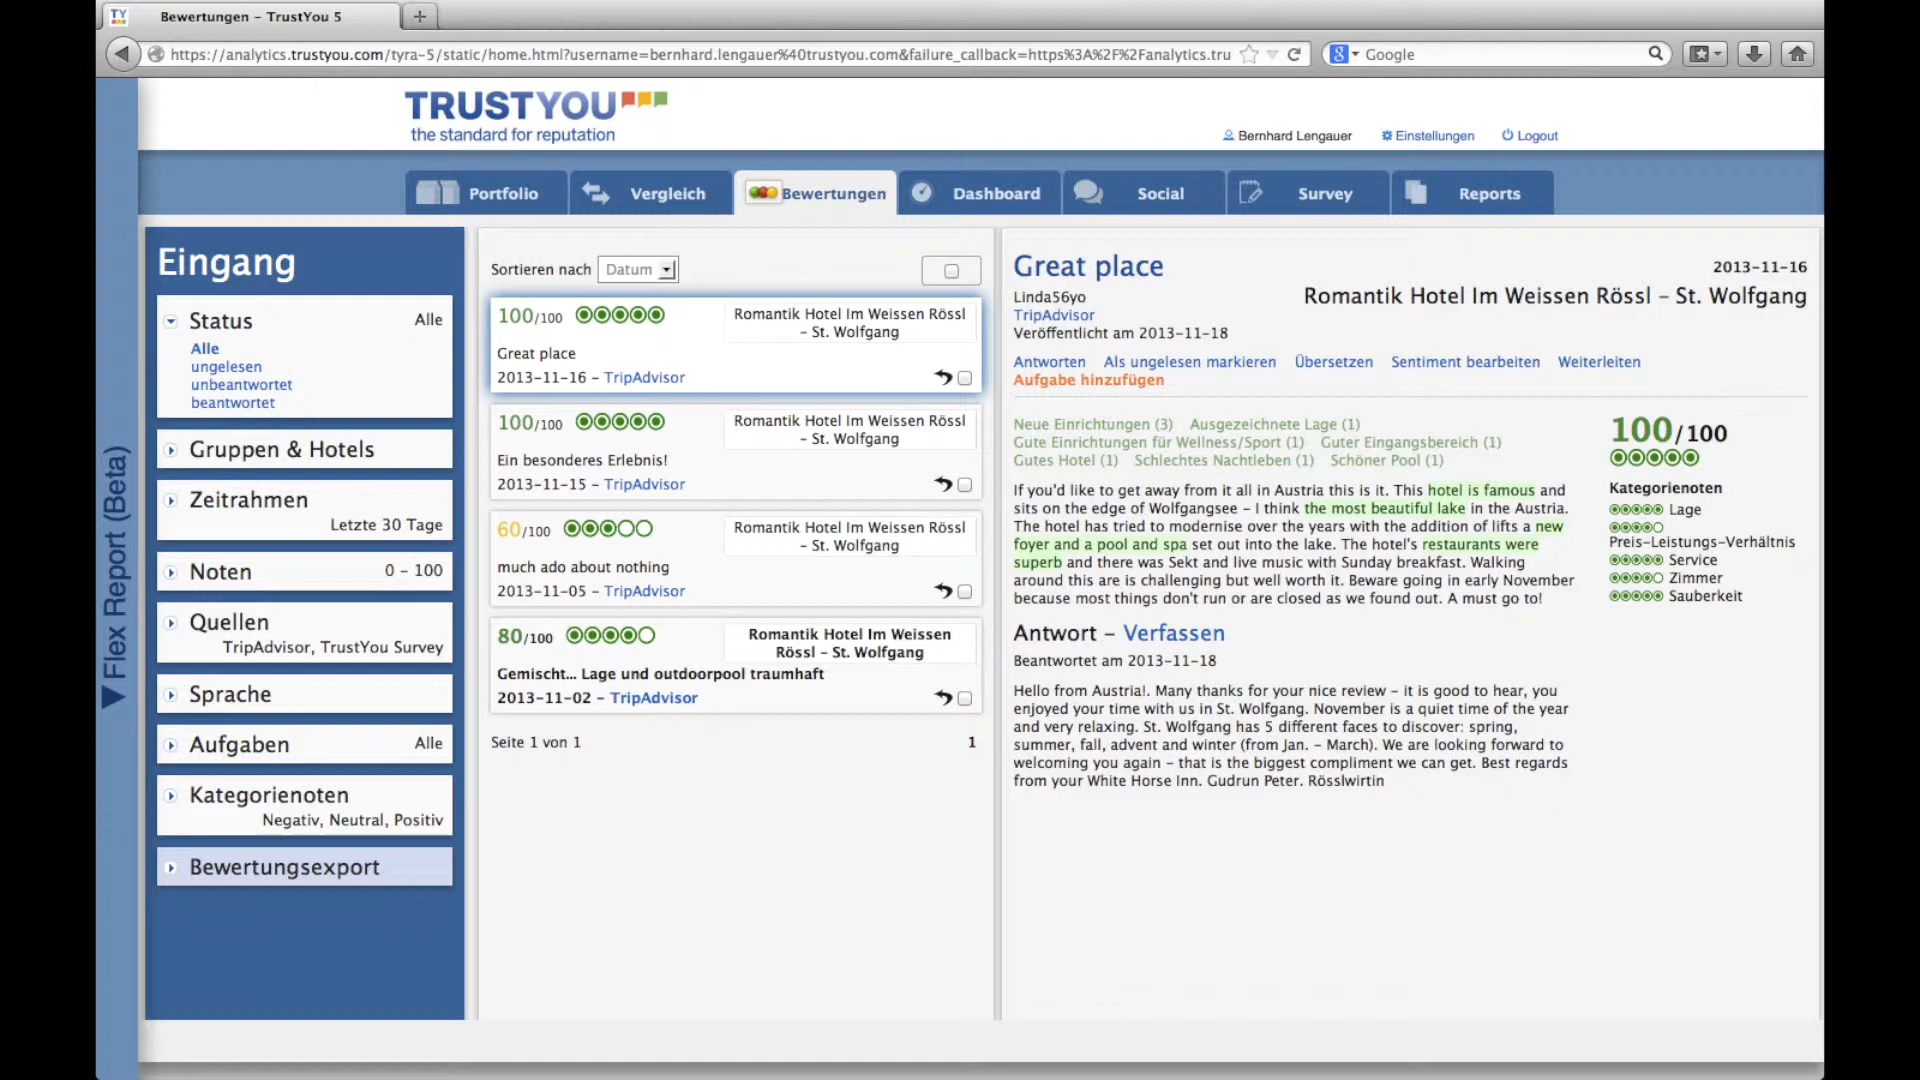 Bewertungen – TrustYou 5
https://analytics.trustyou.com/tyra-5/static/home.html?username=bernhard.lengauer%40trustyou.com&failure_callback=https%3A%2F%2Fanalytics.tru
Google
TRUSTYOU
the standard for reputation
Bernhard Lengauer
Einstellungen
Logout
Portfolio
Vergleich
Bewertungen
Dashboard
Social
Survey
Reports
Flex Report (Beta)
Eingang
Status Alle
Alle
ungelesen
unbeantwortet
beantwortet
Gruppen & Hotels
Zeitrahmen
Letzte 30 Tage
Noten 0 – 100
Quellen
TripAdvisor, TrustYou Survey
Sprache
Aufgaben Alle
Kategorienoten
Negativ, Neutral, Positiv
Bewertungsexport
Sortieren nach Datum
100/100
Romantik Hotel Im Weissen Rössl
– St. Wolfgang
Great place
2013-11-16 – TripAdvisor
100/100
Romantik Hotel Im Weissen Rössl
– St. Wolfgang
Ein besonderes Erlebnis!
2013-11-15 – TripAdvisor
60/100
Romantik Hotel Im Weissen Rössl
– St. Wolfgang
much ado about nothing
2013-11-05 – TripAdvisor
80/100
Romantik Hotel Im Weissen
Rössl – St. Wolfgang
Gemischt... Lage und outdoorpool traumhaft
2013-11-02 – TripAdvisor
Seite 1 von 1 1
Great place
2013-11-16
Linda56yo
Romantik Hotel Im Weissen Rössl – St. Wolfgang
TripAdvisor
Veröffentlicht am 2013-11-18
Antworten Als ungelesen markieren Übersetzen Sentiment bearbeiten Weiterleiten
Aufgabe hinzufügen
Neue Einrichtungen (3) Ausgezeichnete Lage (1)
Gute Einrichtungen für Wellness/Sport (1) Guter Eingangsbereich (1)
Gutes Hotel (1) Schlechtes Nachtleben (1) Schöner Pool (1)
If you'd like to get away from it all in Austria this is it. This hotel is famous and
sits on the edge of Wolfgangsee – I think the most beautiful lake in the Austria.
The hotel has tried to modernise over the years with the addition of lifts a new
foyer and a pool and spa set out into the lake. The hotel's restaurants were
superb and there was Sekt and live music with Sunday breakfast. Walking
around this are is challenging but well worth it. Beware going in early November
because most things don't run or are closed as we found out. A must go to!
100/100
Kategorienoten
Lage
Preis-Leistungs-Verhältnis
Service
Zimmer
Sauberkeit
Antwort – Verfassen
Beantwortet am 2013-11-18
Hello from Austria!. Many thanks for your nice review – it is good to hear, you
enjoyed your time with us in St. Wolfgang. November is a quiet time of the year
and very relaxing. St. Wolfgang has 5 different faces to discover: spring,
summer, fall, advent and winter (from Jan. – March). We are looking forward to
welcoming you again – that is the biggest compliment we can get. Best regards
from your White Horse Inn. Gudrun Peter. Rösslwirtin